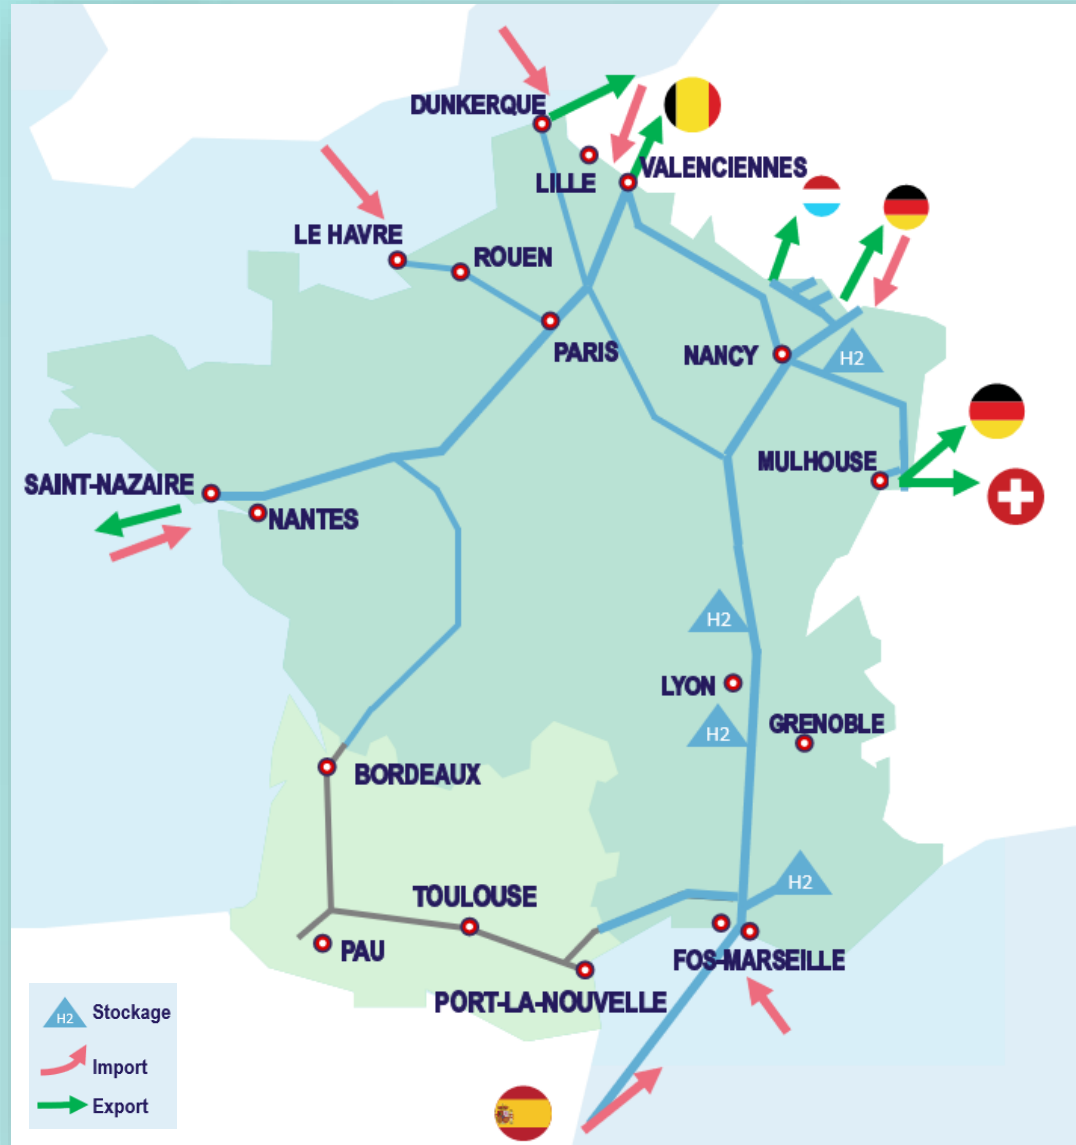 DUNKERQUE
LILLE
VALENCIENNES
LE HAVRE
ROUEN
PARIS
NANCY
H2
MULHOUSE
SAINT-NAZAIRE
NANTES
H2
LYON
H2
GRENOBLE
BORDEAUX
H2
TOULOUSE
PAU
FOS-MARSEILLE
PORT-LA-NOUVELLE
H2 Stockage
Import
Export